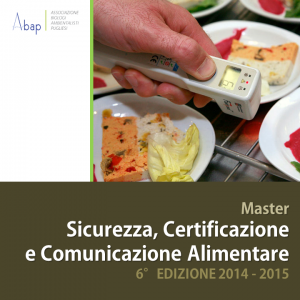 Abap
ASSOCIAZIONE
BIOLOGI
AMBIENTALISTI
PUGLIESI
Master
Sicurezza, Certificazione
e Comunicazione Alimentare
6° EDIZIONE 2014 - 2015